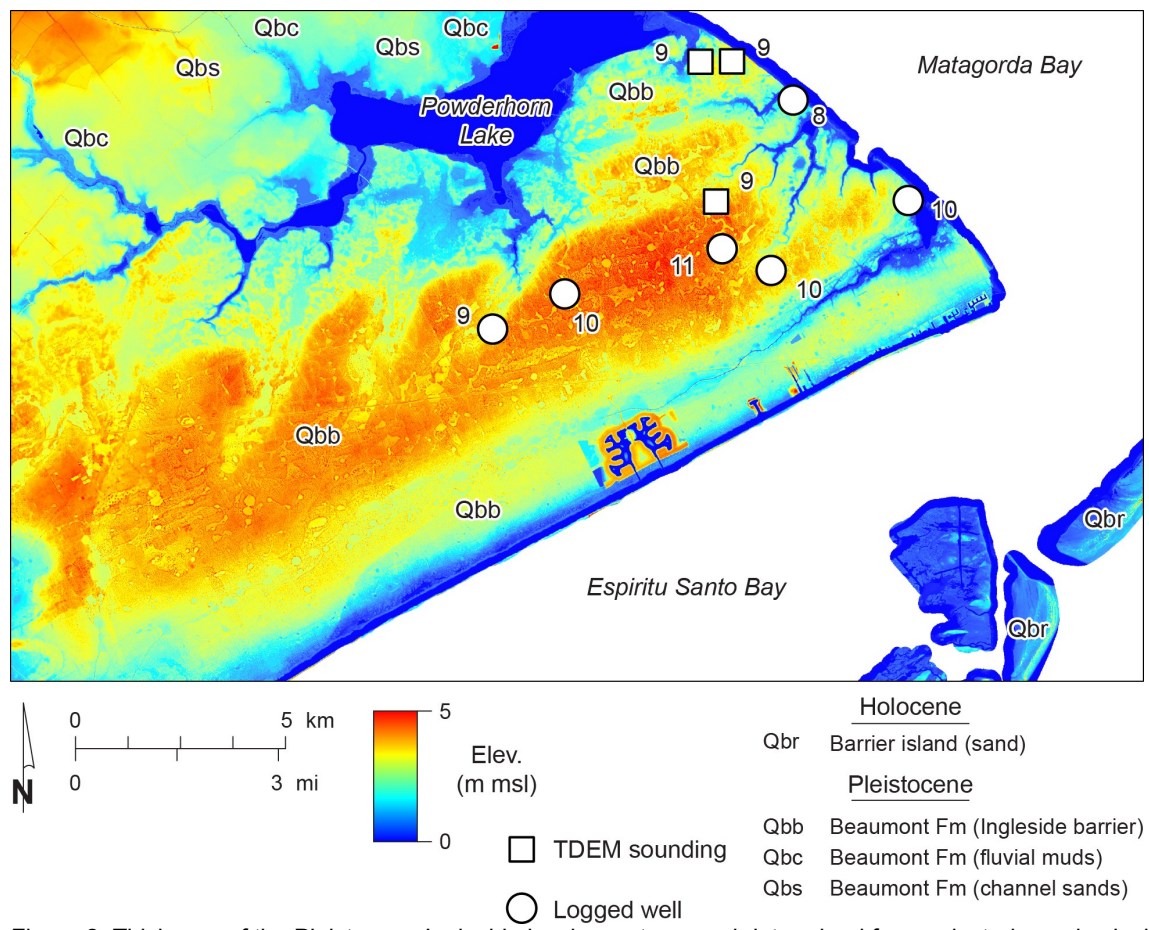 Qbc
Qbc
Qbs
Qbs
9
9
Matagorda Bay
Qbb
Powderhorn
Lake
8
Qbc
Qbb
9
10
11
10
9
10
Qbb
Qbb
Qbr
Espiritu Santo Bay
Qbr
0 5 km
0 3 mi
N
5
Elev.
(m msl)
0
TDEM sounding
Logged well
Holocene
Qbr Barrier island (sand)
Pleistocene
Qbb Beaumont Fm (Ingleside barrier)
Qbc Beaumont Fm (fluvial muds)
Qbs Beaumont Fm (channel sands)